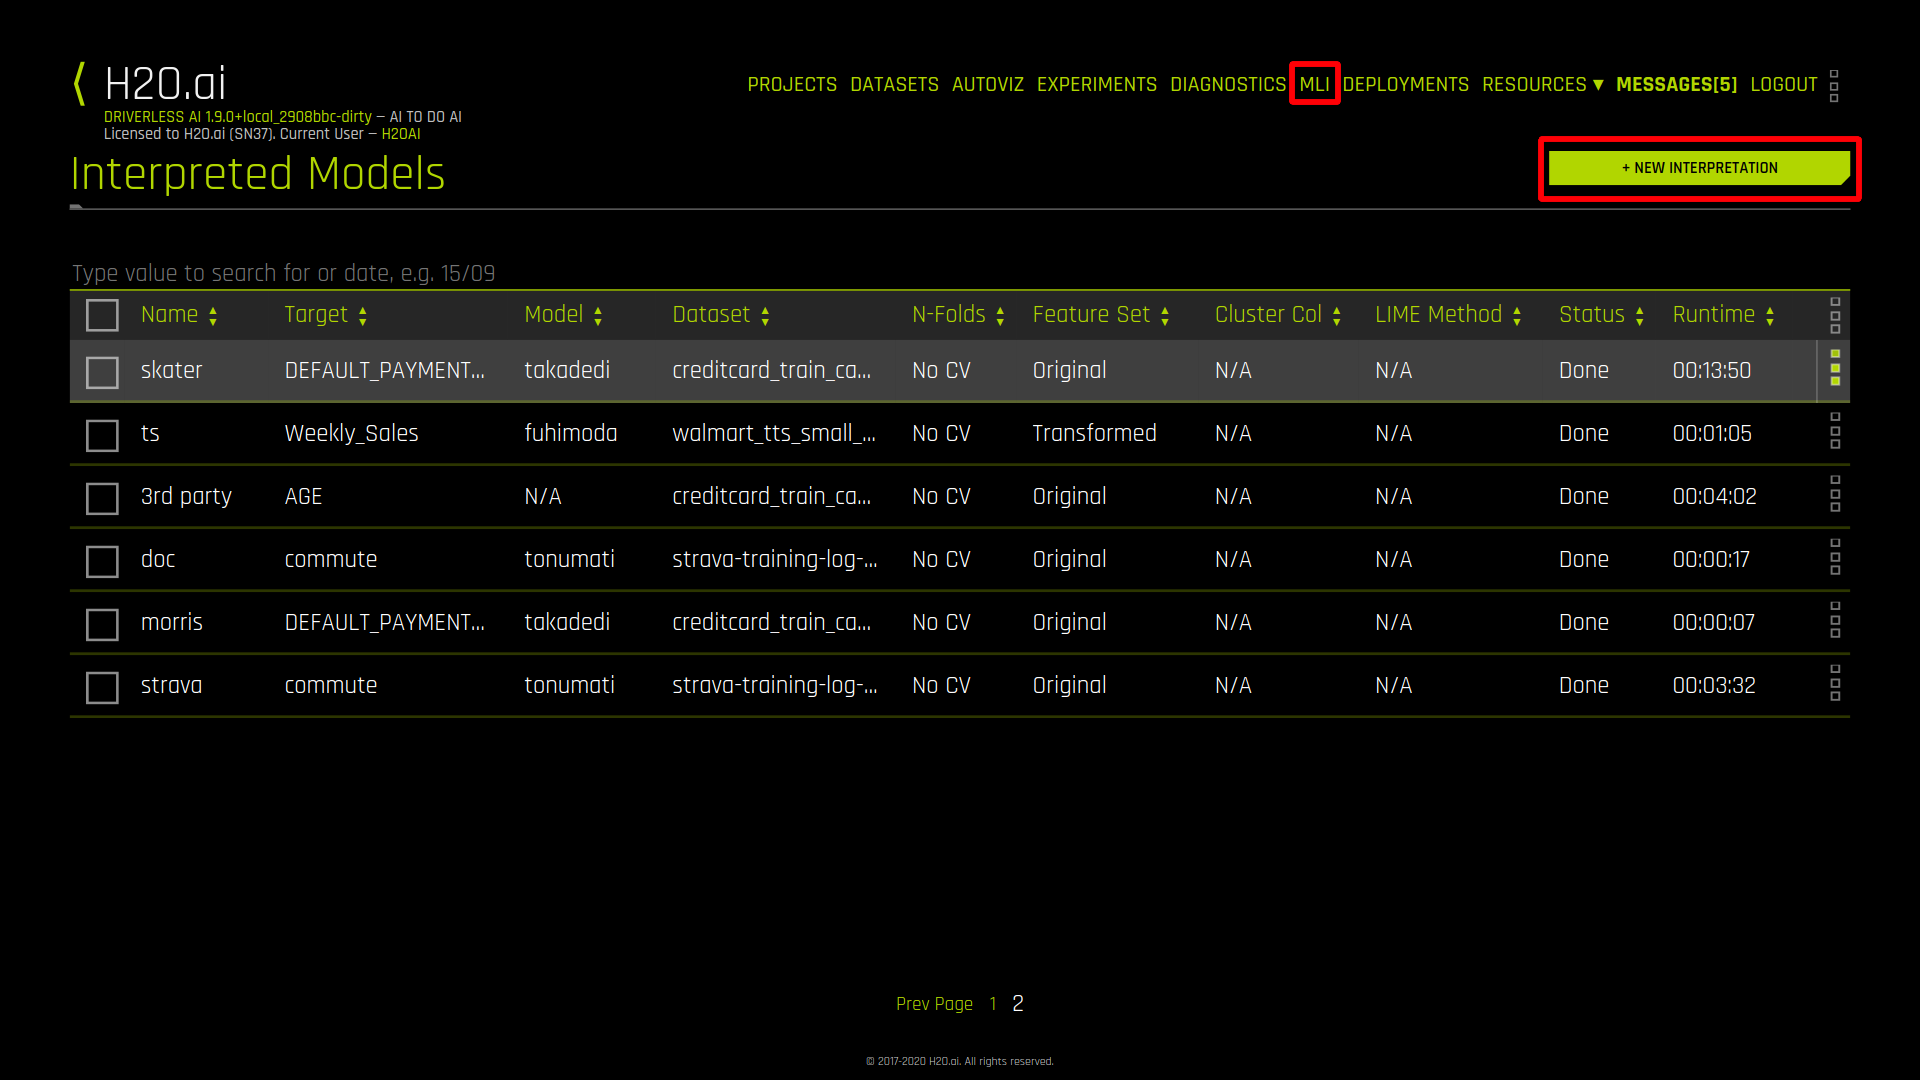 H2O.ai
PROJECTS DATASETS AUTOVIZ EXPERIMENTS DIAGNOSTICS MLI DEPLOYMENTS RESOURCES ▼ MESSAGES[5] LOGOUT
DRIVERLESS AI 1.9.0+local_2908bbc-dirty – AI TO DO AI
Licensed to H2O.ai (SN37). Current User – H2OAI
Interpreted Models
+ NEW INTERPRETATION
Type value to search for or date, e.g. 15/09
Name Target Model Dataset N-Folds Feature Set Cluster Col LIME Method Status Runtime
skater DEFAULT_PAYMENT... takadedi creditcard_train_ca... No CV Original N/A N/A Done 00:13:50
ts Weekly_Sales fuhimoda walmart_tts_small_... No CV Transformed N/A N/A Done 00:01:05
3rd party AGE N/A creditcard_train_ca... No CV Original N/A N/A Done 00:04:02
doc commute tonumati strava-training-log-... No CV Original N/A N/A Done 00:00:17
morris DEFAULT_PAYMENT... takadedi creditcard_train_ca... No CV Original N/A N/A Done 00:00:07
strava commute tonumati strava-training-log-... No CV Original N/A N/A Done 00:03:32
Prev Page 1 2
© 2017-2020 H2O.ai. All rights reserved.